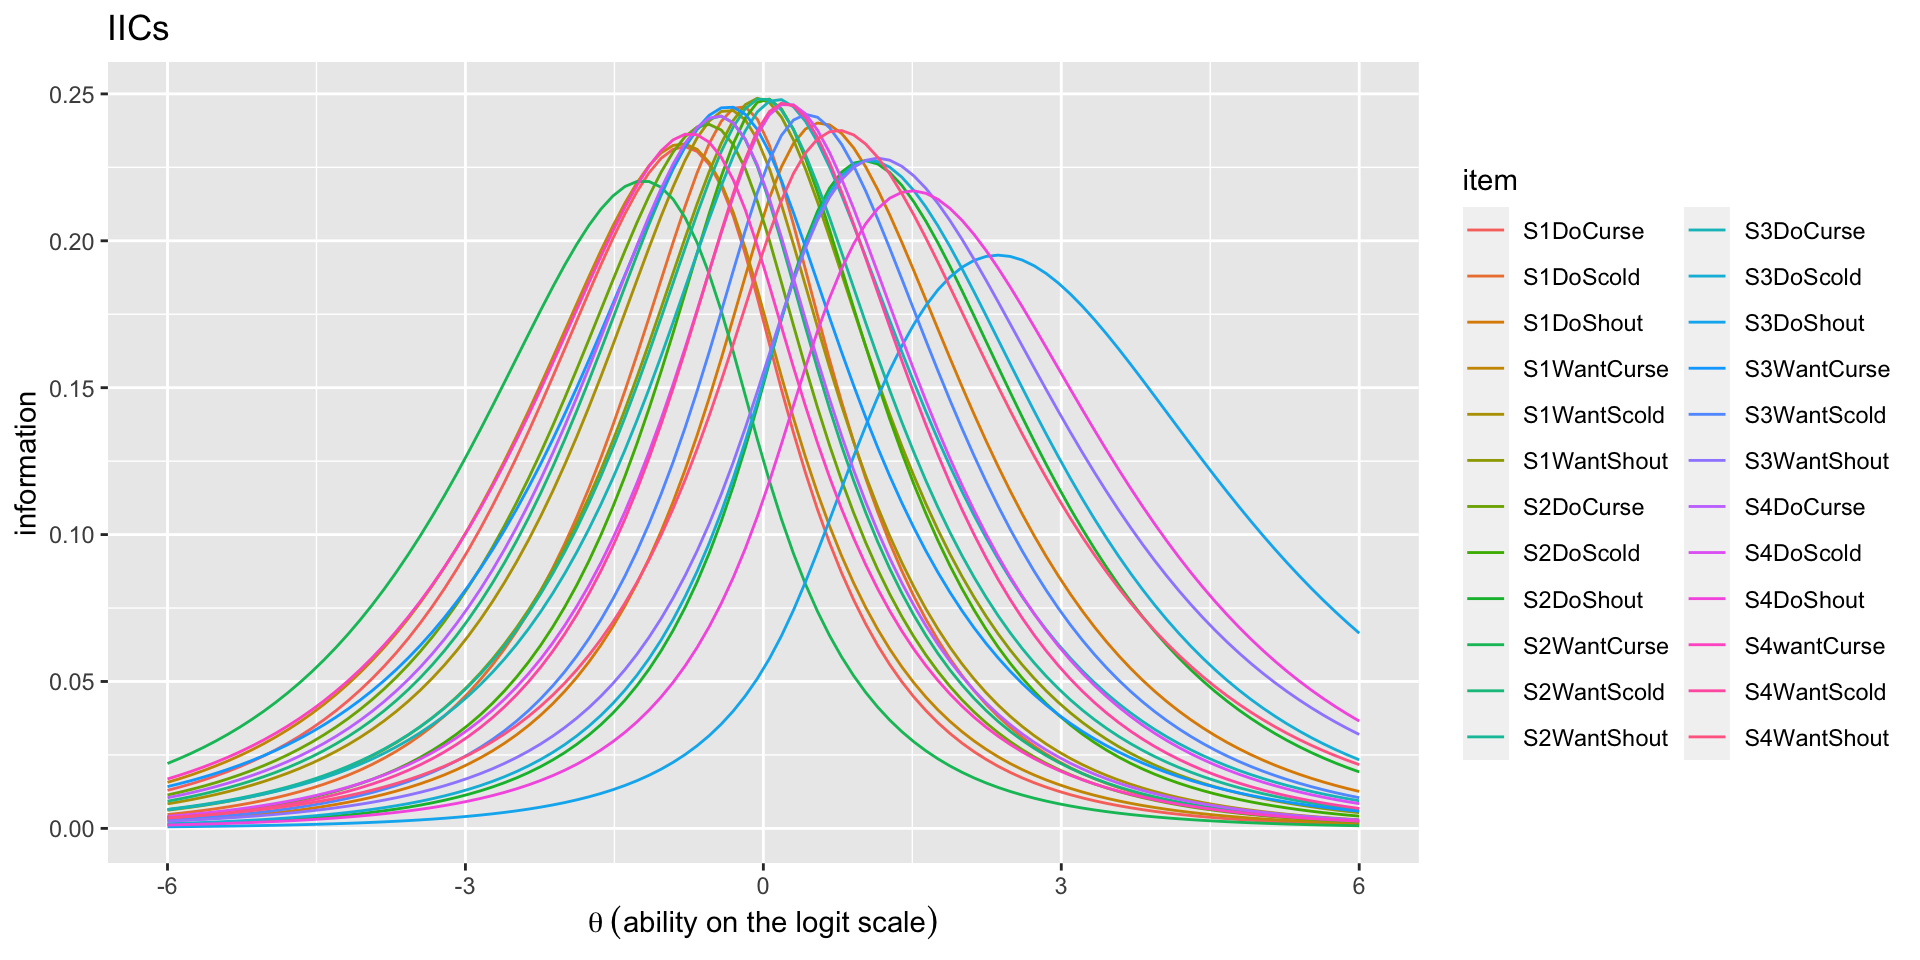 IICs
0.25
0.20
0.15
0.10
0.05
0.00
information
-6
-3
0
3
6
θ (ability on the logit scale)
item
S1DoCurse
S1DoScold
S1DoShout
S1WantCurse
S1WantScold
S1WantShout
S2DoCurse
S2DoScold
S2DoShout
S2WantCurse
S2WantScold
S2WantShout
S3DoCurse
S3DoScold
S3DoShout
S3WantCurse
S3WantScold
S3WantShout
S4DoCurse
S4DoScold
S4DoShout
S4wantCurse
S4WantScold
S4WantShout